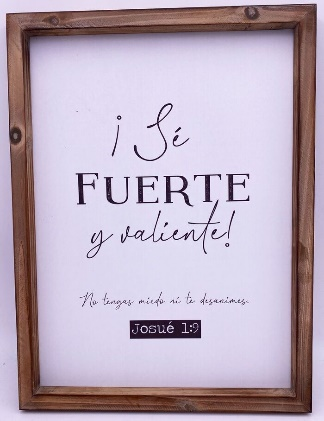 ¡Sé
FUERTE
y valiente!
No tengas miedo ni te desanimes.
Josué 1:9